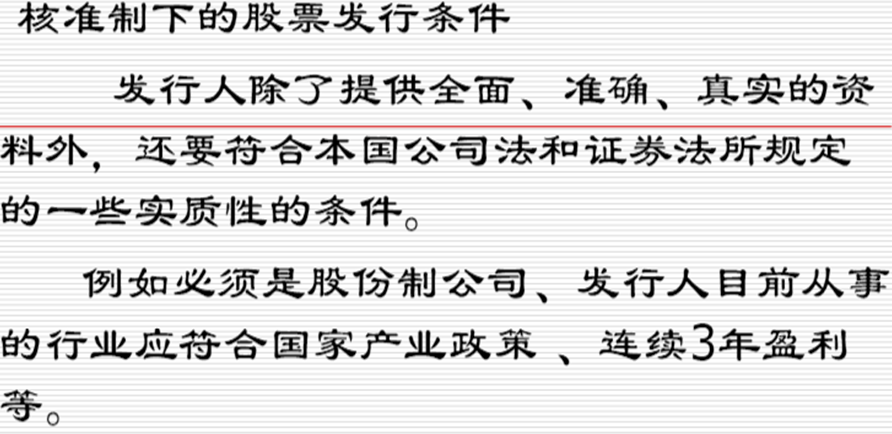 核准制下的股票发行条件
发行人除了提供全面、准确、真实的资
料外，还要符合本国公司法和证券法所规定
的一些实质性的条件。
例如必须是股份制公司、发行人目前从事
的行业应符合国家产业政策 、连续3年盈利
等。